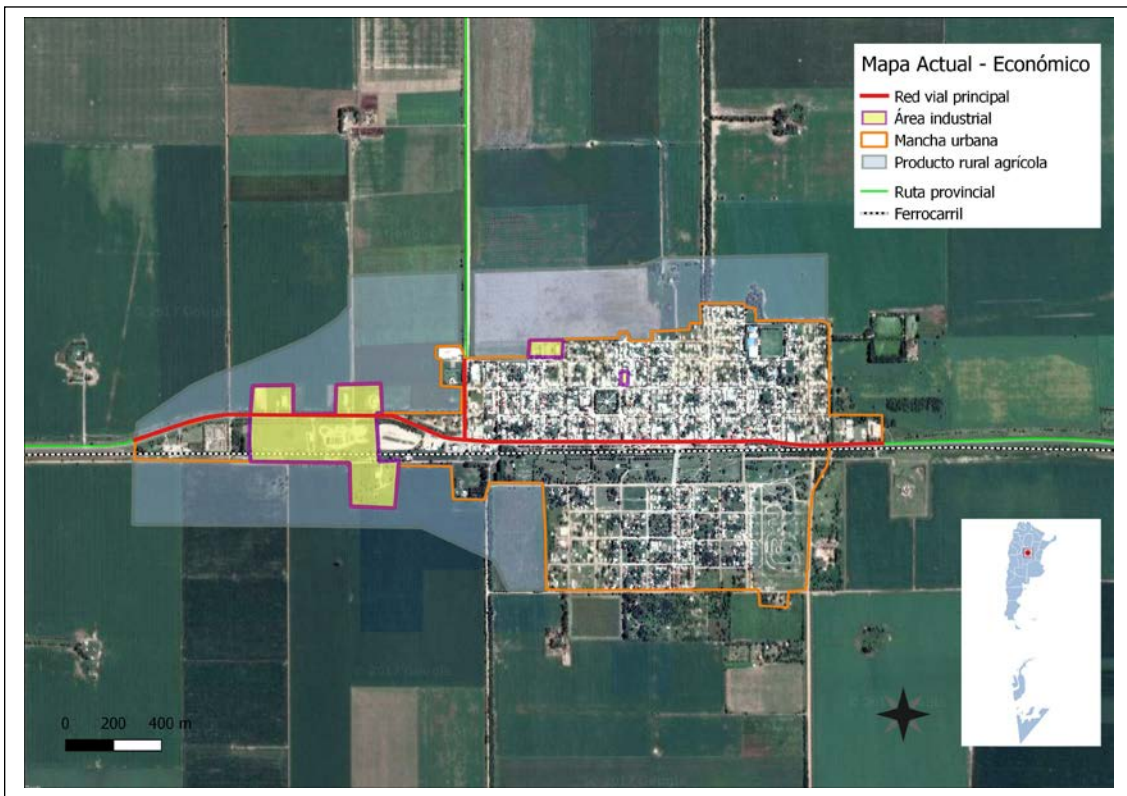 Mapa Actual - Económico
Red vial principal
Área industrial
Mancha urbana
Producto rural agrícola
Ruta provincial
Ferrocarril
0 200 400 m